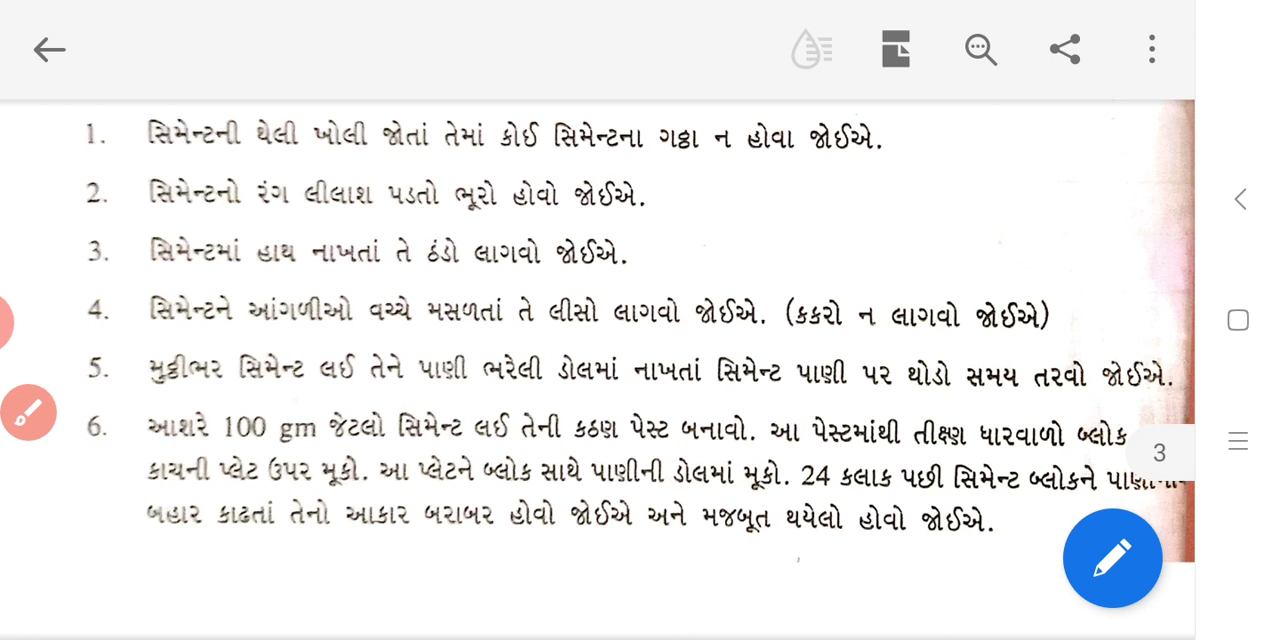 1. સિમેન્ટની થેલી ખોલી જોતાં તેમાં કોઈ સિમેન્ટના ગઠ્ઠા ન હોવા જોઈએ.
2. સિમેન્ટનો રંગ લીલાશ પડતો ભૂરો હોવો જોઈએ.
3. સિમેન્ટમાં હાથ નાખતાં તે ઠંડો લાગવો જોઈએ.
4. સિમેન્ટને આંગળીઓ વચ્ચે મસળતાં તે લીસો લાગવો જોઈએ. (કકરો ન લાગવો જોઈએ)
5. મુઠ્ઠીભર સિમેન્ટ લઈ તેને પાણી ભરેલી ડોલમાં નાખતાં સિમેન્ટ પાણી પર થોડો સમય તરવો જોઈએ.
6. આશરે 100 gm જેટલો સિમેન્ટ લઈ તેની કઠણ પેસ્ટ બનાવો. આ પેસ્ટમાંથી તીક્ષ્ણ ધારવાળો બ્લોક
કાચની પ્લેટ ઉપર મૂકો. આ પ્લેટને બ્લોક સાથે પાણીની ડોલમાં મૂકો. 24 કલાક પછી સિમેન્ટ બ્લોકને
બહાર કાઢતાં તેનો આકાર બરાબર હોવો જોઈએ અને મજબૂત થયેલો હોવો જોઈએ.
3